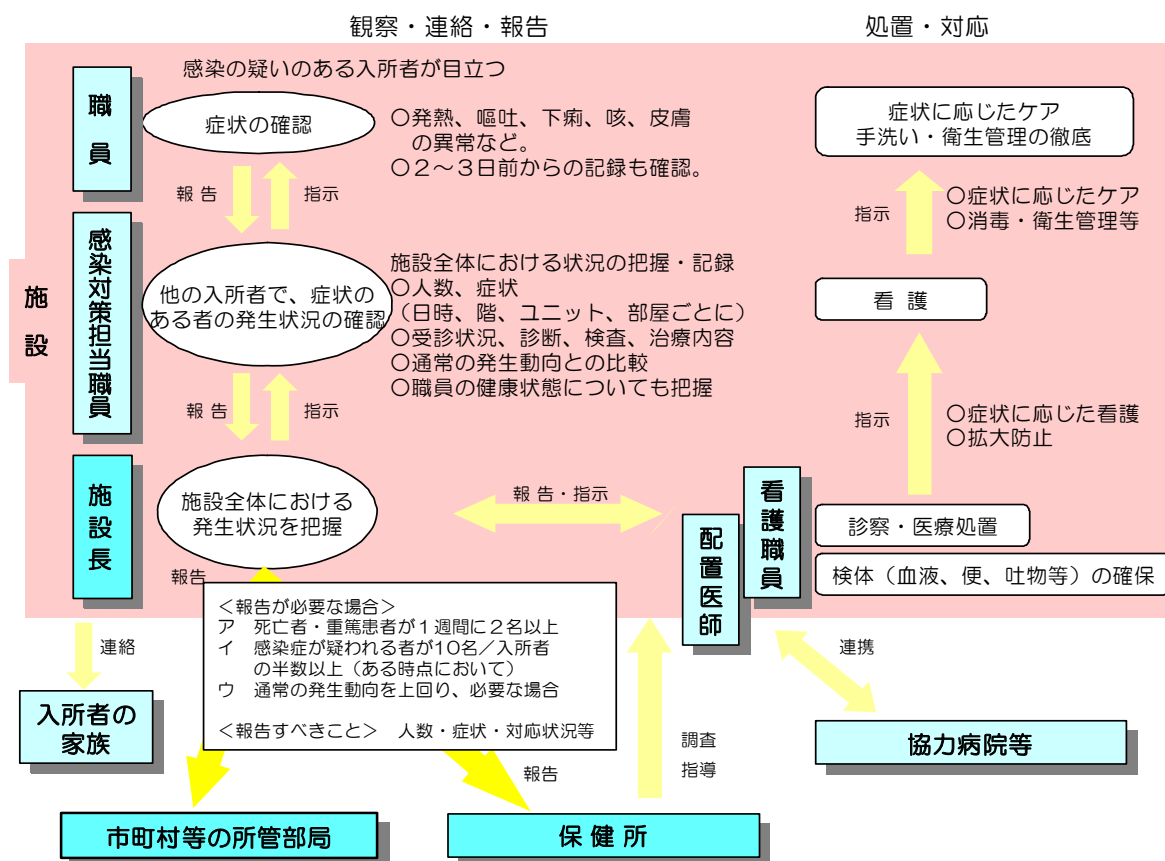 観察・連絡・報告
処置・対応
施設
職員
感染の疑いのある入所者が目立つ
症状の確認
○発熱、嘔吐、下痢、咳、皮膚
の異常など。
○2～3日前からの記録も確認。
報告
指示
感染対策担当職員
他の入所者で、症状の
ある者の発生状況の確認
施設全体における状況の把握・記録
○人数、症状
（日時、階、ユニット、部屋ごとに）
○受診状況、診断、検査、治療内容
○通常の発生動向との比較
○職員の健康状態についても把握
報告
指示
施設長
施設全体における
発生状況を把握
報告・指示
症状に応じたケア
手洗い・衛生管理の徹底
指示
○症状に応じたケア
○消毒・衛生管理等
看護
指示
○症状に応じた看護
○拡大防止
看護職員
配置医師
診察・医療処置
検体（血液、便、吐物等）の確保
報告
＜報告が必要な場合＞
ア 死亡者・重篤患者が1週間に2名以上
イ 感染症が疑われる者が10名／入所者
の半数以上（ある時点において）
ウ 通常の発生動向を上回り、必要な場合
＜報告すべきこと＞ 人数・症状・対応状況等
連絡
入所者の
家族
報告
調査
指導
連携
協力病院等
市町村等の所管部局
保健所